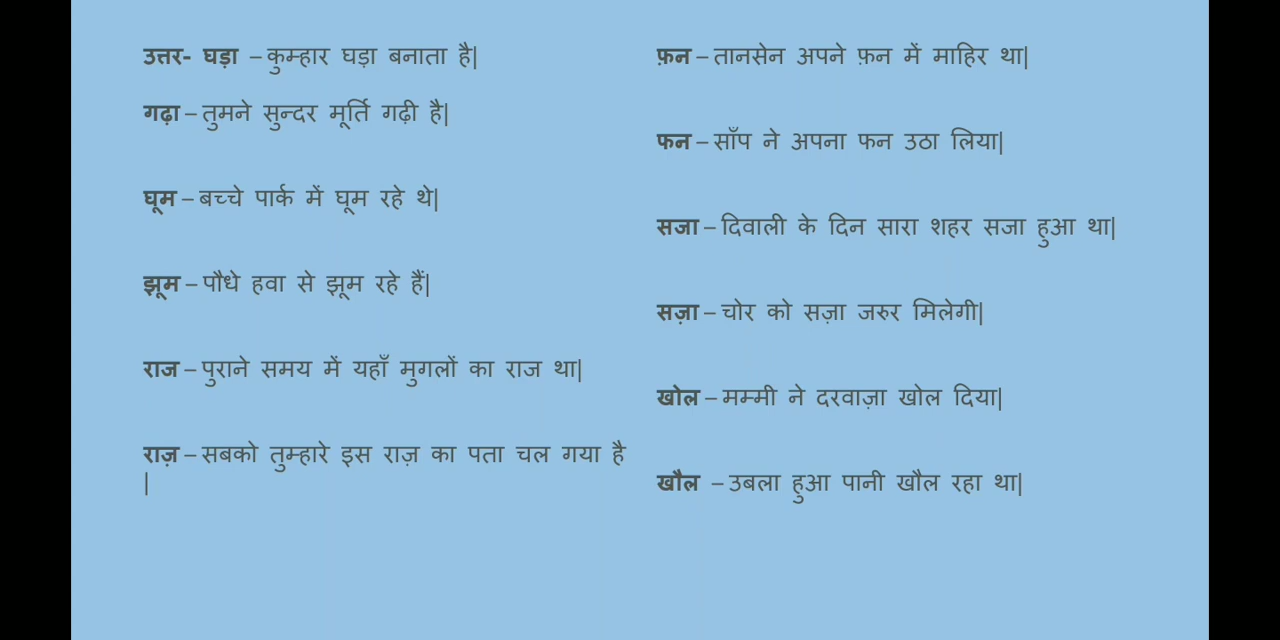 उत्तर- घड़ा – कुम्हार घड़ा बनाता है|
गढ़ा – तुमने सुन्दर मूर्ति गढ़ी है|
घूम – बच्चे पार्क में घूम रहे थे|
झूम – पौधे हवा से झूम रहे हैं|
राज – पुराने समय में यहाँ मुगलों का राज था|
राज़ – सबको तुम्हारे इस राज़ का पता चल गया है
|
फ़न – तानसेन अपने फ़न में माहिर था|
फन – साँप ने अपना फन उठा लिया|
सजा – दिवाली के दिन सारा शहर सजा हुआ था|
सज़ा – चोर को सज़ा जरुर मिलेगी|
खोल – मम्मी ने दरवाज़ा खोल दिया|
खौल – उबला हुआ पानी खौल रहा था|